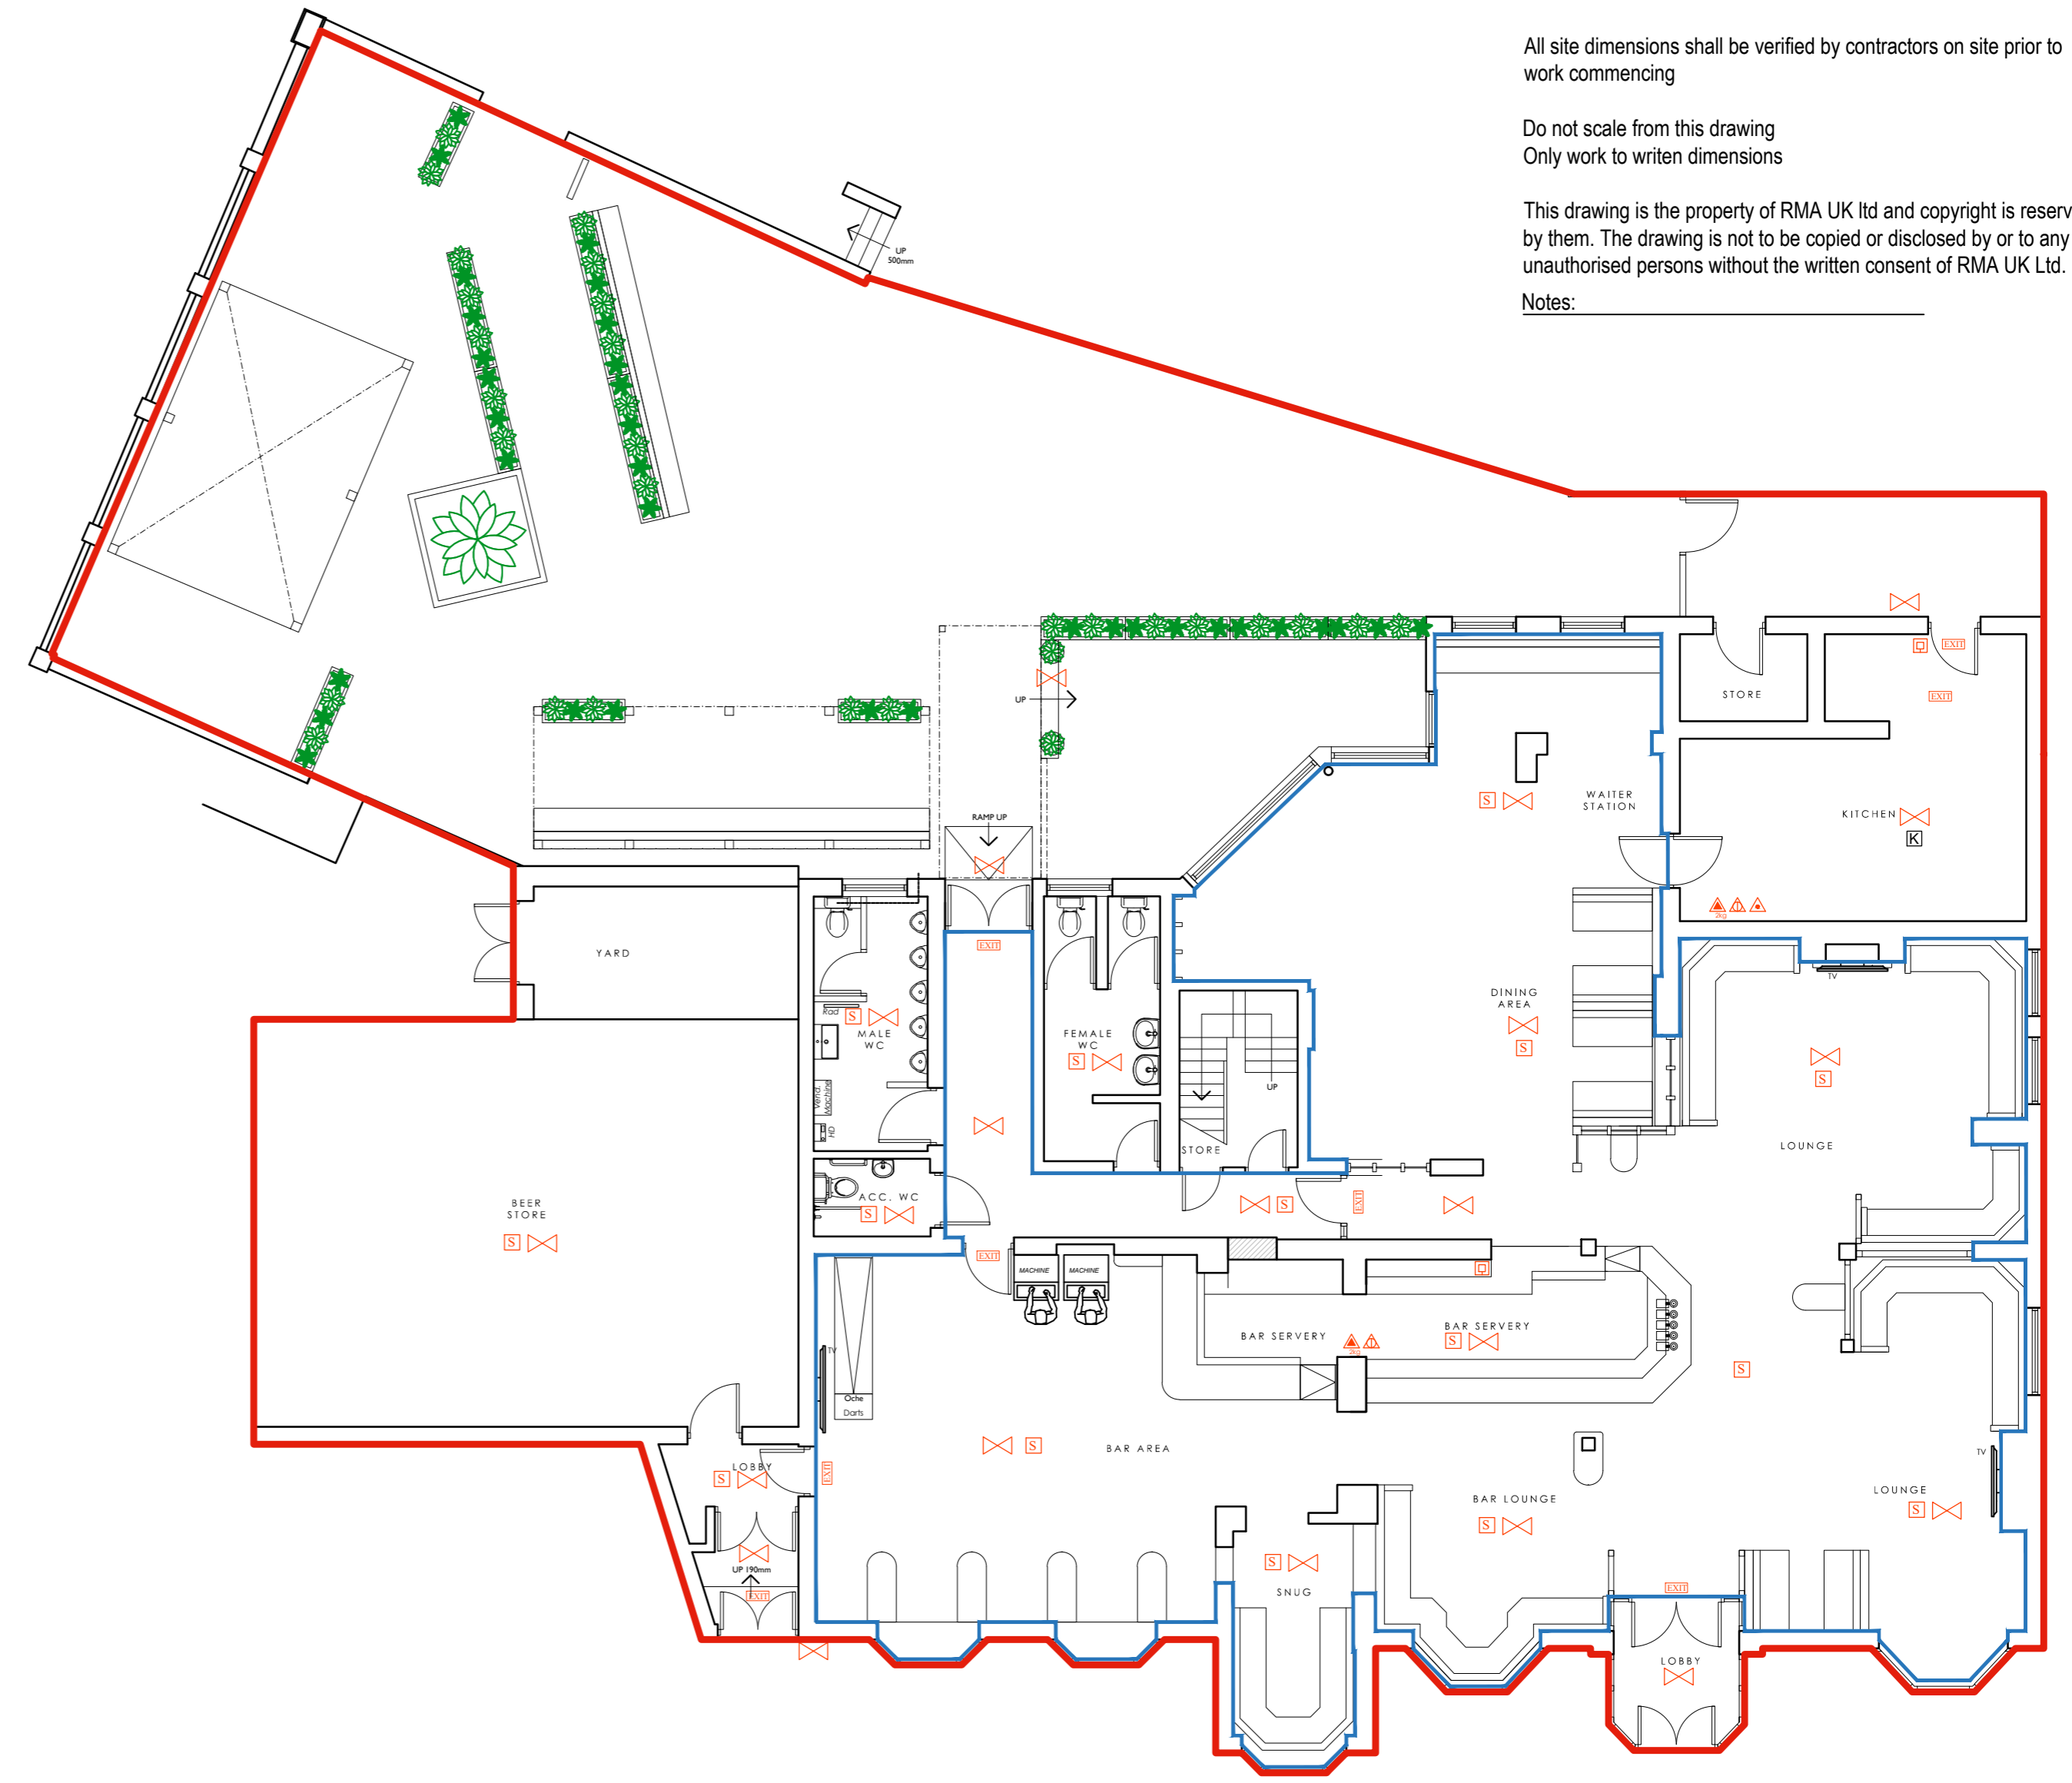 All site dimensions shall be verified by contractors on site prior to
work commencing
Do not scale from this drawing
Only work to writen dimensions
This drawing is the property of RMA UK ltd and copyright is reserv
by them. The drawing is not to be copied or disclosed by or to any
unauthorised persons without the written consent of RMA UK Ltd.
Notes:
UP
500mm
EXIT
EXIT
STORE
UP
WAITER
STATION
S
KITCHEN
K
RAMP UP
2kg
EXIT
YARD
TV
DINING
AREA
S
Rad
S
MALE
WC
FEMALE
WC
S
S
UP
Vend.
Machine
HD
STORE
LOUNGE
ACC. WC
S
BEER
STORE
S
S
EXIT
EXIT
MACHINE
MACHINE
BAR SERVERY
2kg
BAR SERVERY
S
TV
S
Oche
Darts
S
BAR AREA
TV
LOBBY
S
EXIT
BAR LOUNGE
S
LOUNGE
S
S
SNUG
UP 190mm
EXIT
EXIT
LOBBY